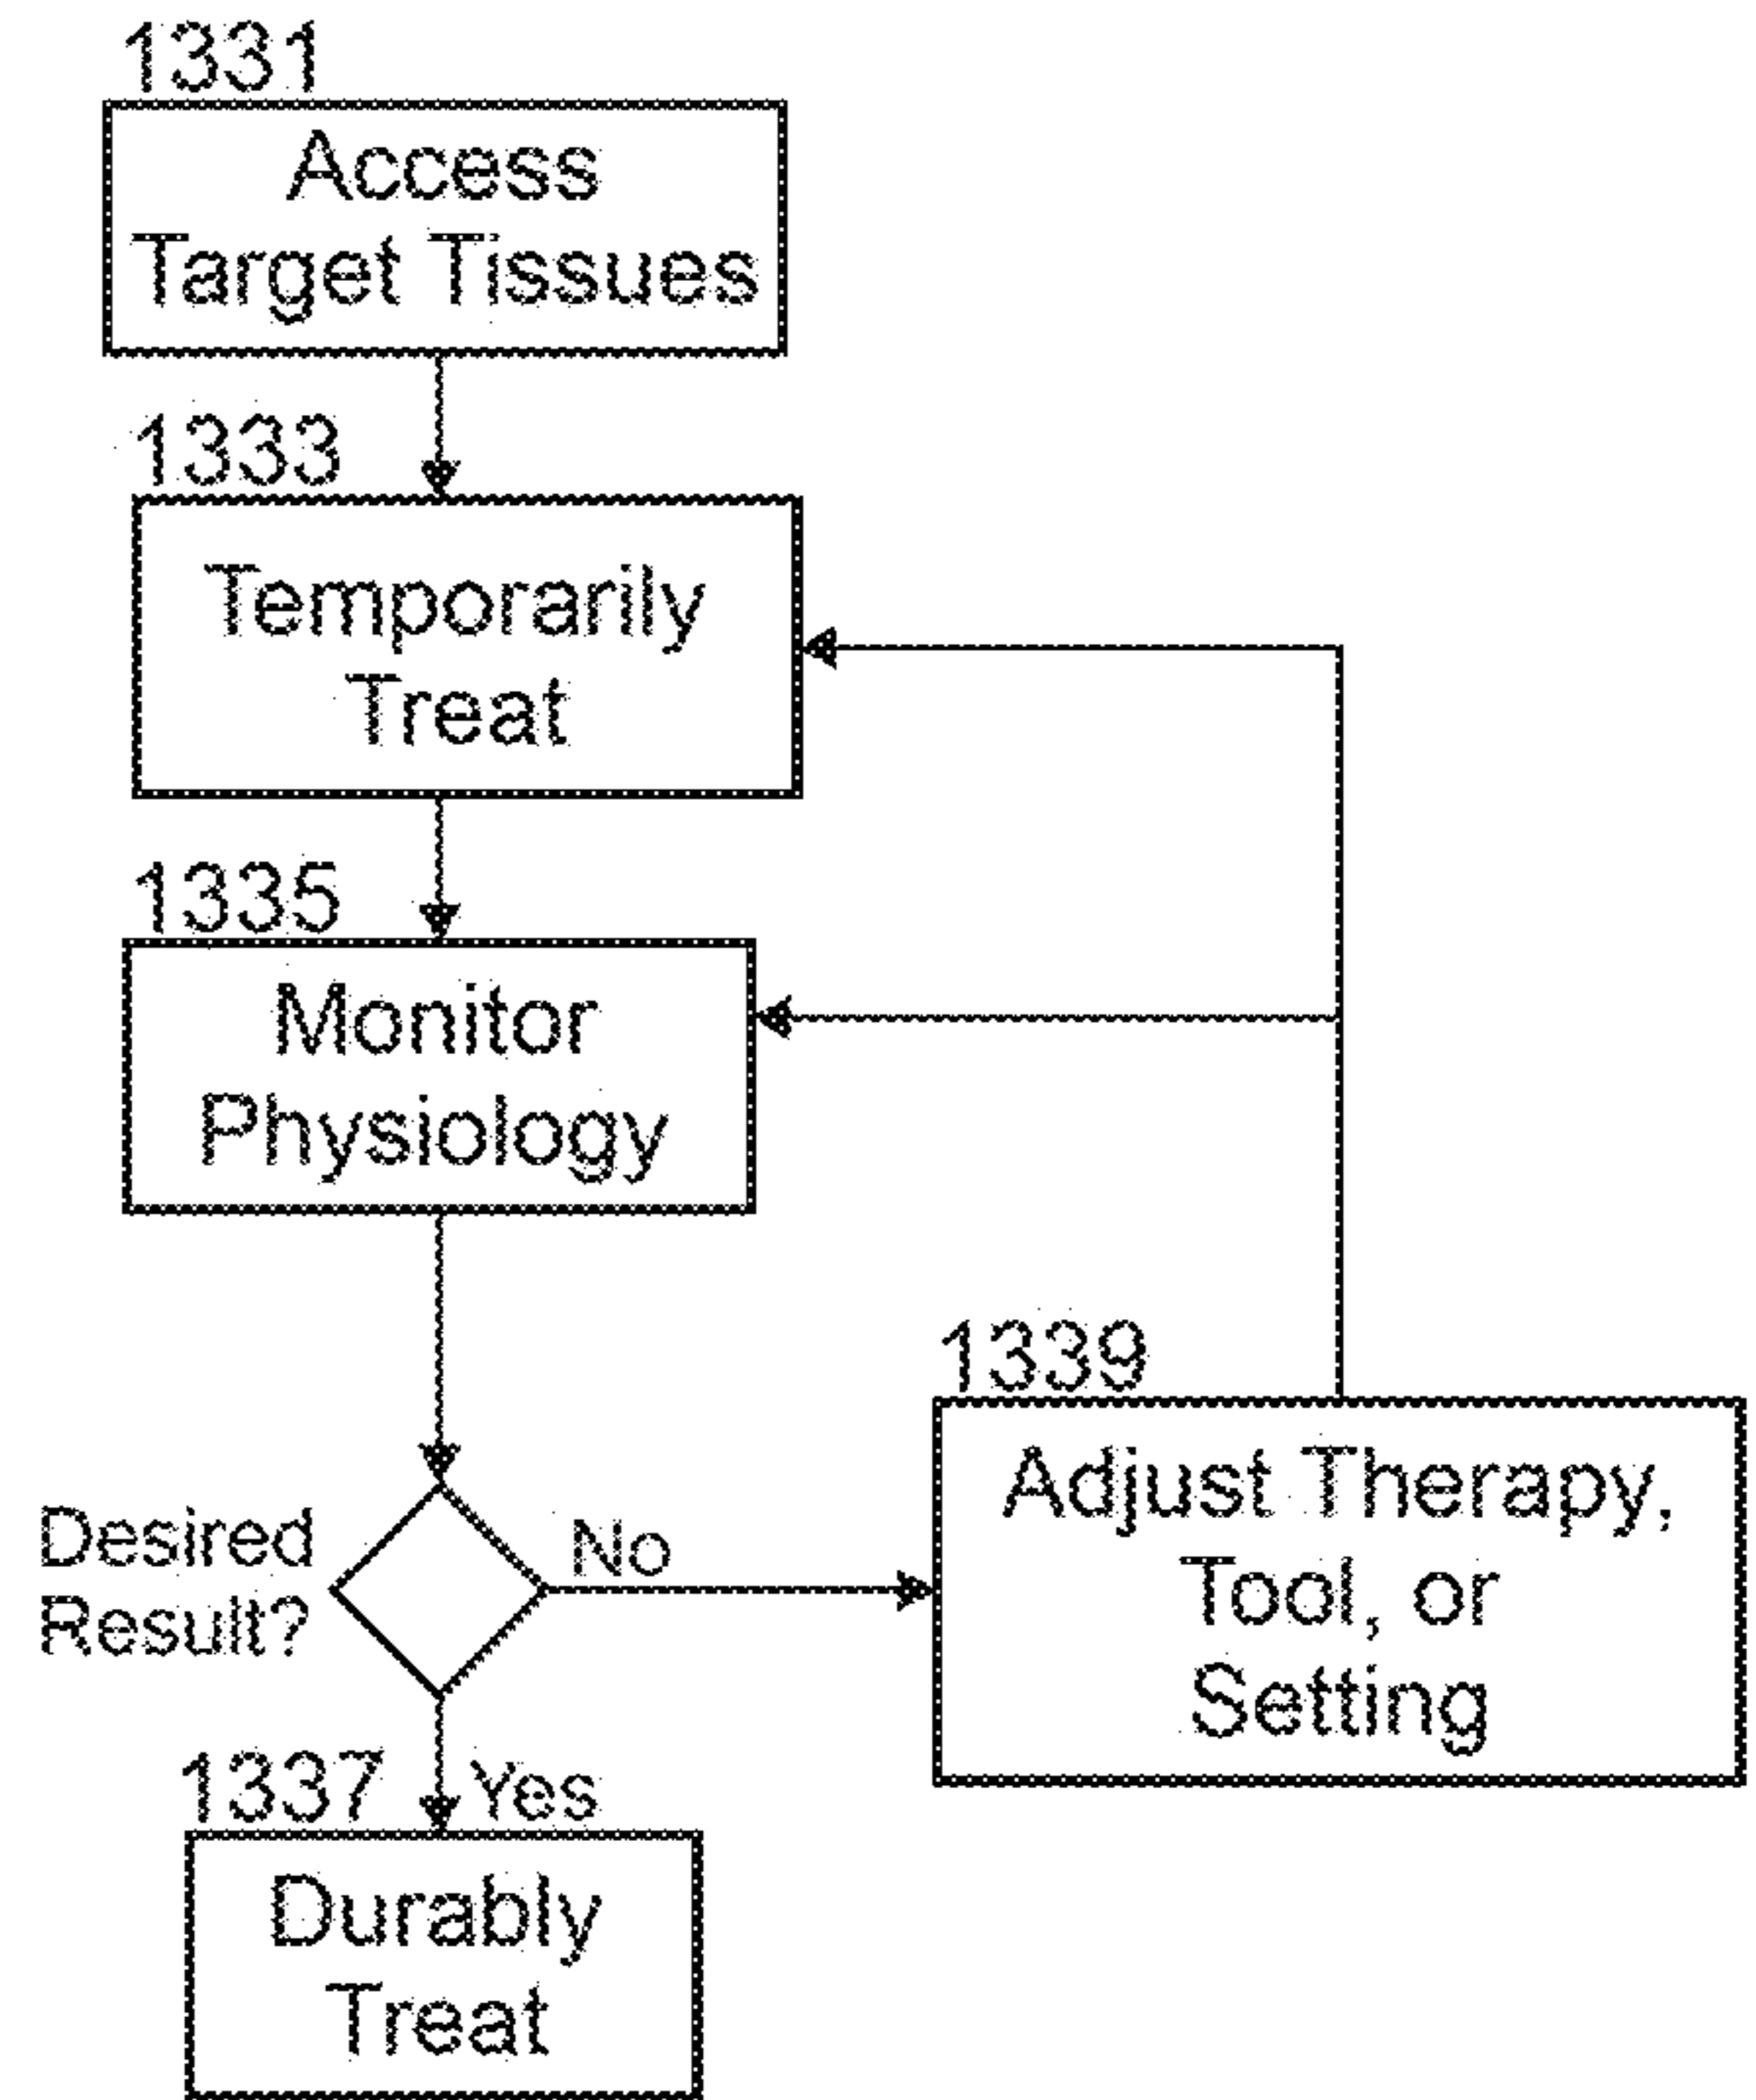 1331
Access
Target Tissues
1333
Temporarily
Treat
1335
Monitor
Physiology
Desired
Result?
No
1339
Adjust Therapy,
Tool, or
Setting
1337
Yes
Durably
Treat